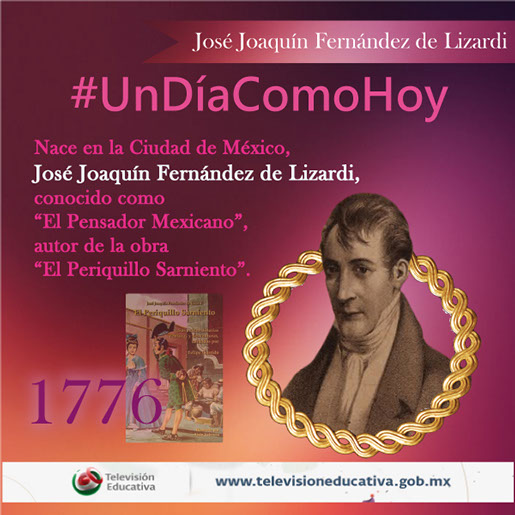 José Joaquín Fernández de Lizardi
#UnDíaComoHoy
Nace en la Ciudad de México,
José Joaquín Fernández de Lizardi,
conocido como
“El Pensador Mexicano”,
autor de la obra
“El Periquillo Sarniento”.
El Periquillo Sarniento
1776
Televisión
Educativa
www.televisioneducativa.gob.mx